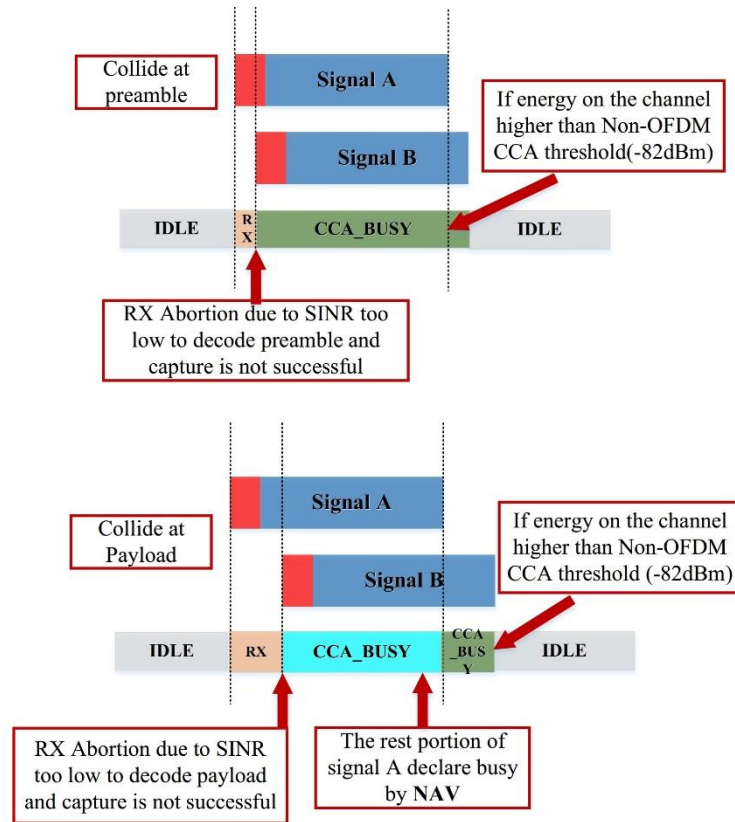 Collide at
preamble
Signal A
Signal B
If energy on the channel
higher than Non-OFDM
CCA threshold(-82dBm)
IDLE
R
X
CCA_BUSY
IDLE
RX Abortion due to SINR too
low to decode preamble and
capture is not successful
Collide at
Payload
Signal A
Signal B
If energy on the channel
higher than Non-OFDM
CCA threshold (-82dBm)
IDLE
RX
CCA_BUSY
CCA
_BUS
Y
IDLE
RX Abortion due to SINR
too low to decode payload
and capture is not successful
The rest portion of
signal A declare busy
by NAV